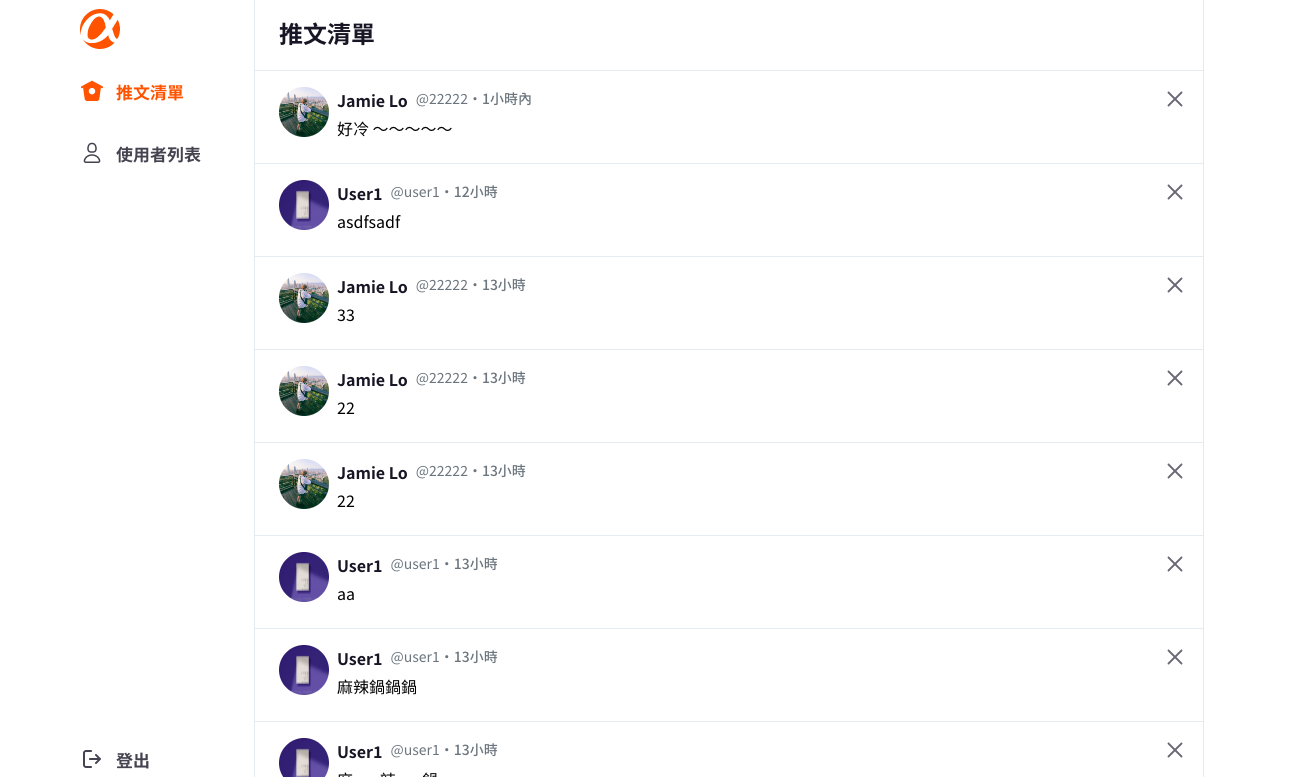 推文清單
使用者列表
登出
推文清單
Jamie Lo @22222・1小時內
好冷 ～～～～～
User1 @user1・12小時
asdfsadf
Jamie Lo @22222・13小時
33
Jamie Lo @22222・13小時
22
Jamie Lo @22222・13小時
22
User1 @user1・13小時
aa
User1 @user1・13小時
麻辣鍋鍋鍋
User1 @user1・13小時